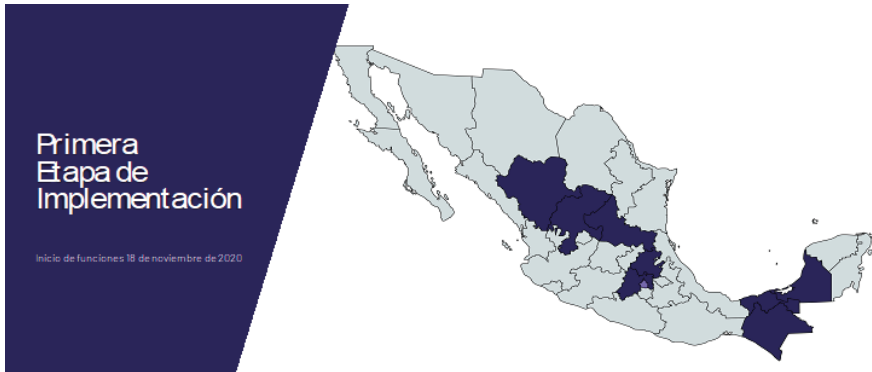 Primera
Etapa de
Implementación
Inicio de funciones 18 de noviembre de 2020